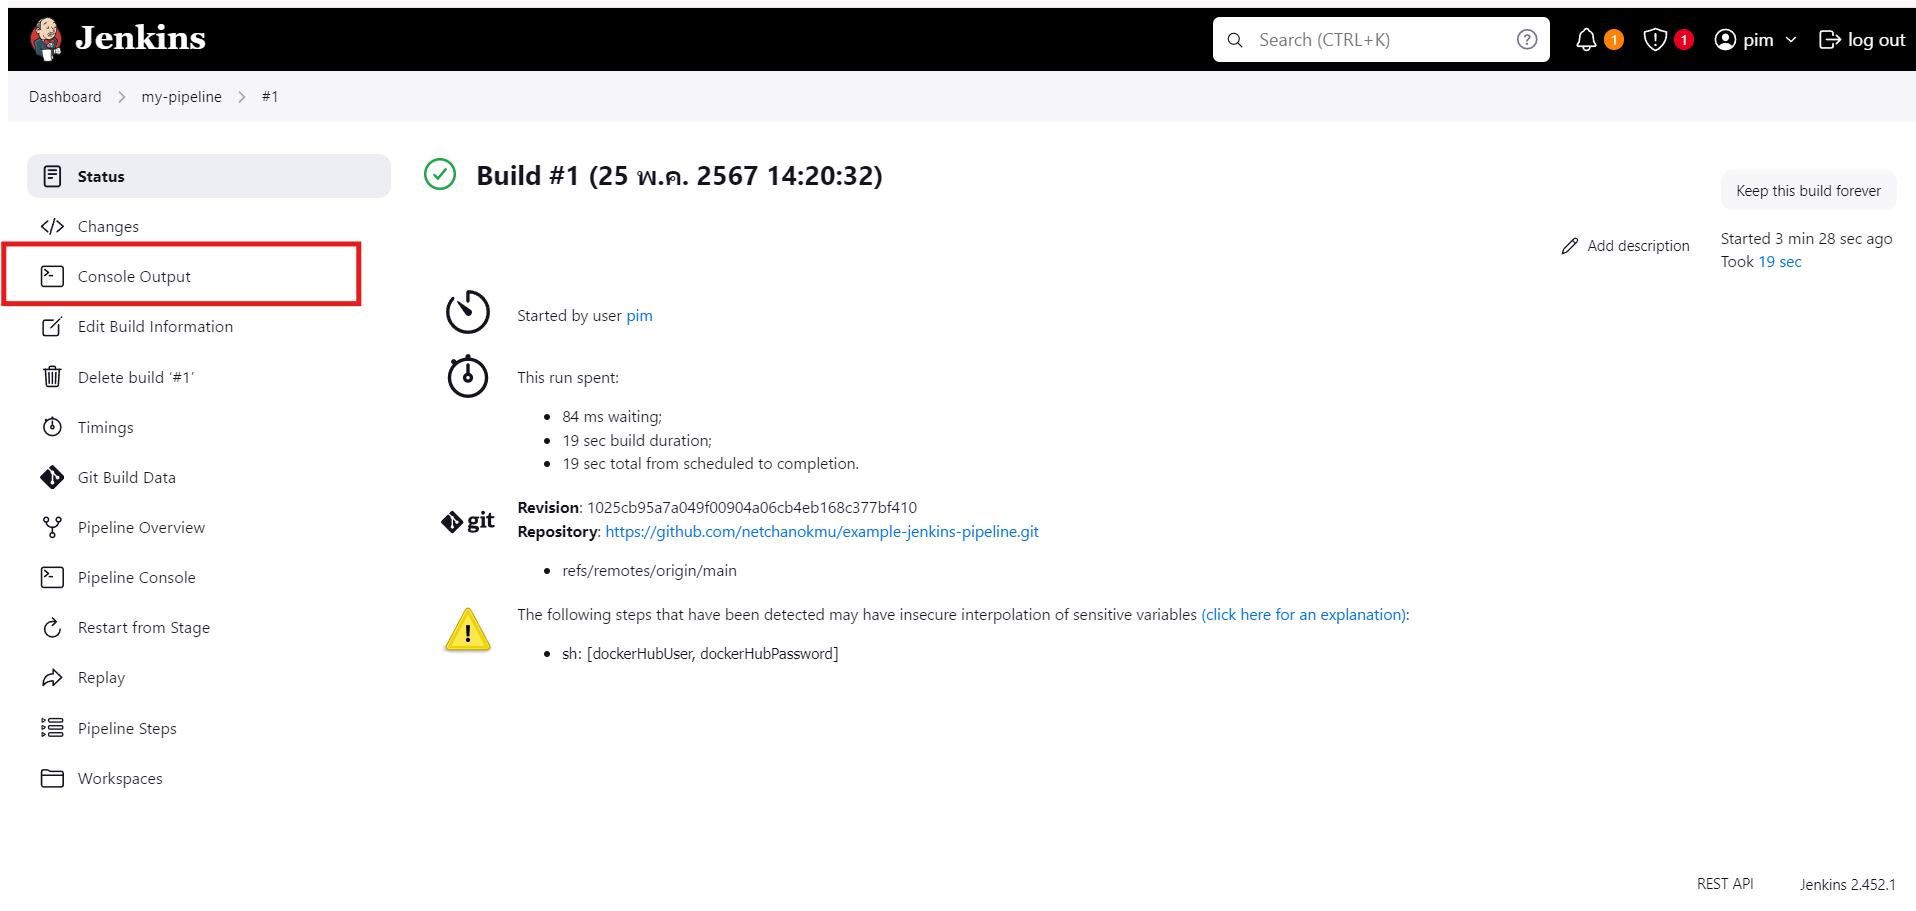 Jenkins
Search (CTRL+K)
1
1
pim
log out
Dashboard
my-pipeline
#1
Status
Changes
Console Output
Edit Build Information
Delete build ‘#1’
Timings
Git Build Data
Pipeline Overview
Pipeline Console
Restart from Stage
Replay
Pipeline Steps
Workspaces
Build #1 (25 พ.ค. 2567 14:20:32)
Keep this build forever
Add description
Started 3 min 28 sec ago
Took 19 sec
Started by user pim
This run spent:
84 ms waiting;
19 sec build duration;
19 sec total from scheduled to completion.
git
Revision: 1025cb95a7a049f00904a06cb4eb168c377bf410
Repository: https://github.com/netchanokmu/example-jenkins-pipeline.git
refs/remotes/origin/main
The following steps that have been detected may have insecure interpolation of sensitive variables (click here for an explanation):
sh: [dockerHubUser, dockerHubPassword]
REST API
Jenkins 2.452.1